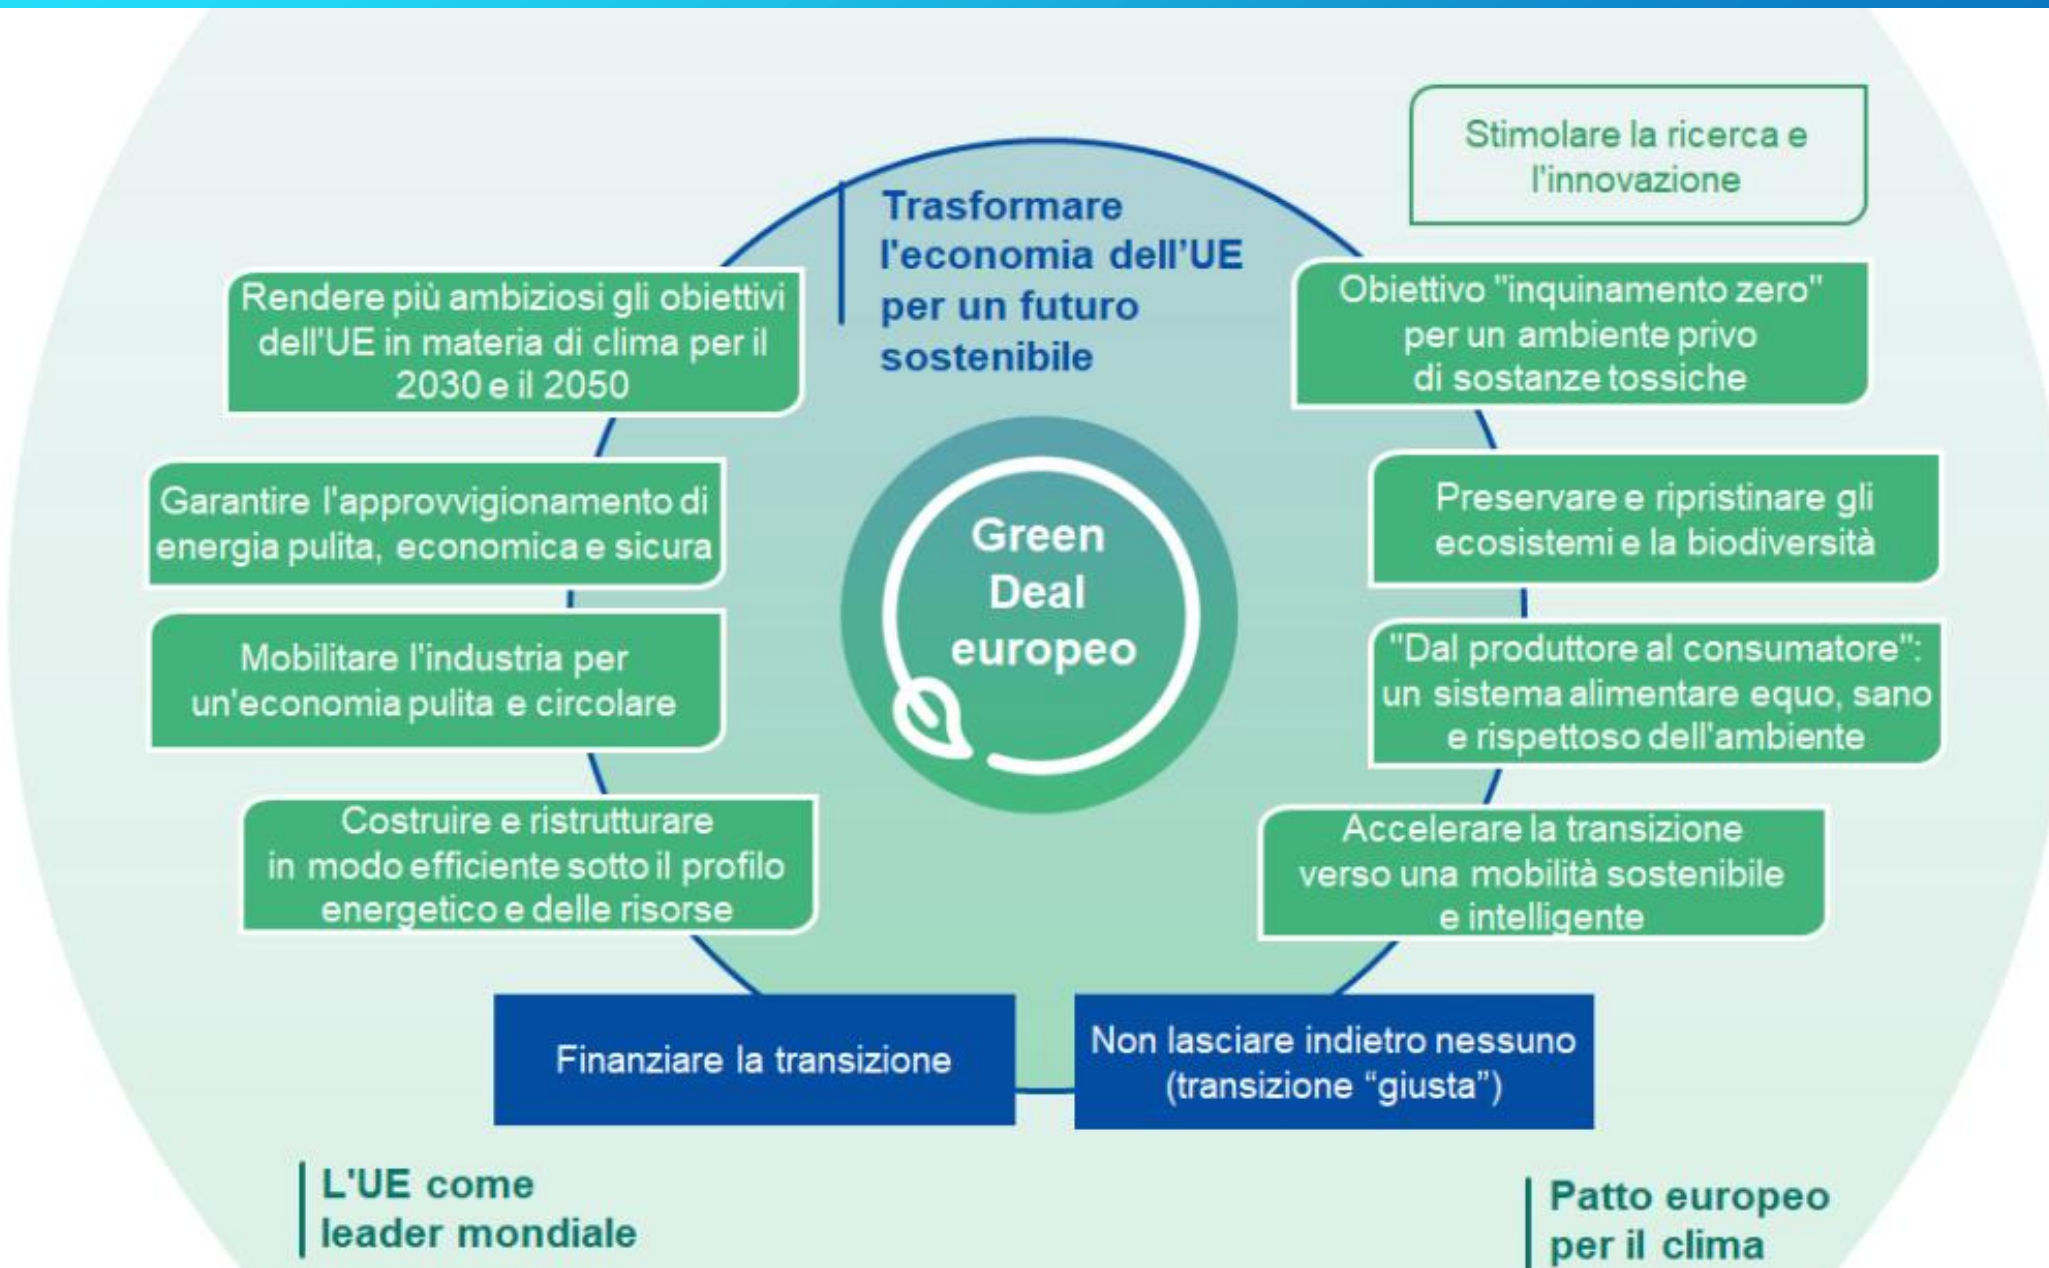 Stimolare la ricerca e
l'innovazione
Trasformare
l'economia dell'UE
per un futuro
sostenibile
Rendere più ambiziosi gli obiettivi
dell'UE in materia di clima per il
2030 e il 2050
Obiettivo "inquinamento zero"
per un ambiente privo
di sostanze tossiche
Garantire l'approvvigionamento di
energia pulita, economica e sicura
Green
Deal
europeo
Preservare e ripristinare gli
ecosistemi e la biodiversità
Mobilitare l'industria per
un'economia pulita e circolare
"Dal produttore al consumatore":
un sistema alimentare equo, sano
e rispettoso dell'ambiente
Costruire e ristrutturare
in modo efficiente sotto il profilo
energetico e delle risorse
Accelerare la transizione
verso una mobilità sostenibile
e intelligente
Finanziare la transizione
Non lasciare indietro nessuno
(transizione “giusta”)
L'UE come
leader mondiale
Patto europeo
per il clima